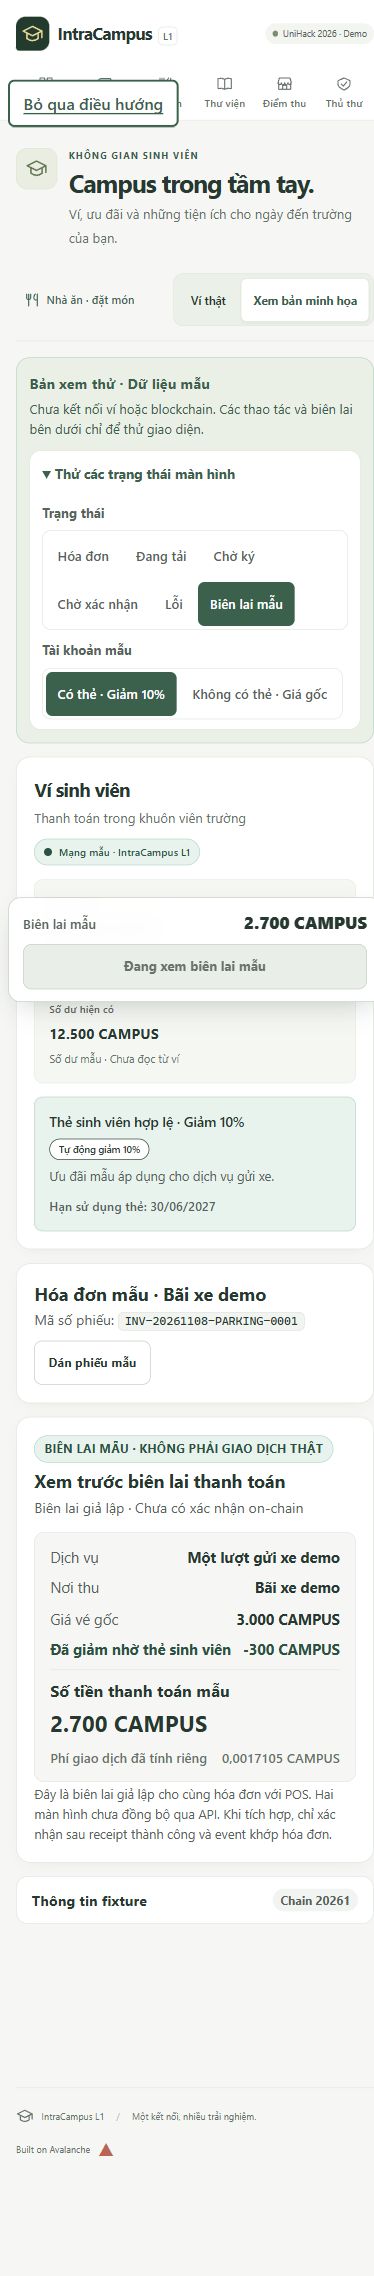 IntraCampus L1
UniHack 2026 · Demo
Bỏ qua điều hướng
Thư viện
Điểm thu
Thủ thư
KHÔNG GIAN SINH VIÊN
Campus trong tầm tay.
Ví, ưu đãi và những tiện ích cho ngày đến trường
của bạn.
Nhà ăn · đặt món
Ví thật
Xem bản minh họa
Bản xem thử · Dữ liệu mẫu
Chưa kết nối ví hoặc blockchain. Các thao tác và biên lai
bên dưới chỉ để thử giao diện.
▼ Thử các trạng thái màn hình
Trạng thái
Hóa đơn
Đang tải
Chờ ký
Chờ xác nhận
Lỗi
Biên lai mẫu
Tài khoản mẫu
Có thẻ · Giảm 10%
Không có thẻ · Giá gốc
Ví sinh viên
Thanh toán trong khuôn viên trường
Mạng mẫu · IntraCampus L1
Biên lai mẫu
2.700 CAMPUS
Đang xem biên lai mẫu
Số dư hiện có
12.500 CAMPUS
Số dư mẫu · Chưa đọc từ ví
Thẻ sinh viên hợp lệ · Giảm 10%
Tự động giảm 10%
Ưu đãi mẫu áp dụng cho dịch vụ gửi xe.
Hạn sử dụng thẻ: 30/06/2027
Hóa đơn mẫu · Bãi xe demo
Mã số phiếu: INV-20261108-PARKING-0001
Dán phiếu mẫu
BIÊN LAI MẪU · KHÔNG PHẢI GIAO DỊCH THẬT
Xem trước biên lai thanh toán
Biên lai giả lập · Chưa có xác nhận on-chain
Dịch vụ Một lượt gửi xe demo
Nơi thu Bãi xe demo
Giá vé gốc 3.000 CAMPUS
Đã giảm nhờ thẻ sinh viên -300 CAMPUS
Số tiền thanh toán mẫu
2.700 CAMPUS
Phí giao dịch đã tính riêng 0,0017105 CAMPUS
Đây là biên lai giả lập cho cùng hóa đơn với POS. Hai
màn hình chưa đồng bộ qua API. Khi tích hợp, chỉ xác
nhận sau receipt thành công và event khớp hóa đơn.
Thông tin fixture
Chain 20261
IntraCampus L1 / Một kết nối, nhiều trải nghiệm.
Built on Avalanche